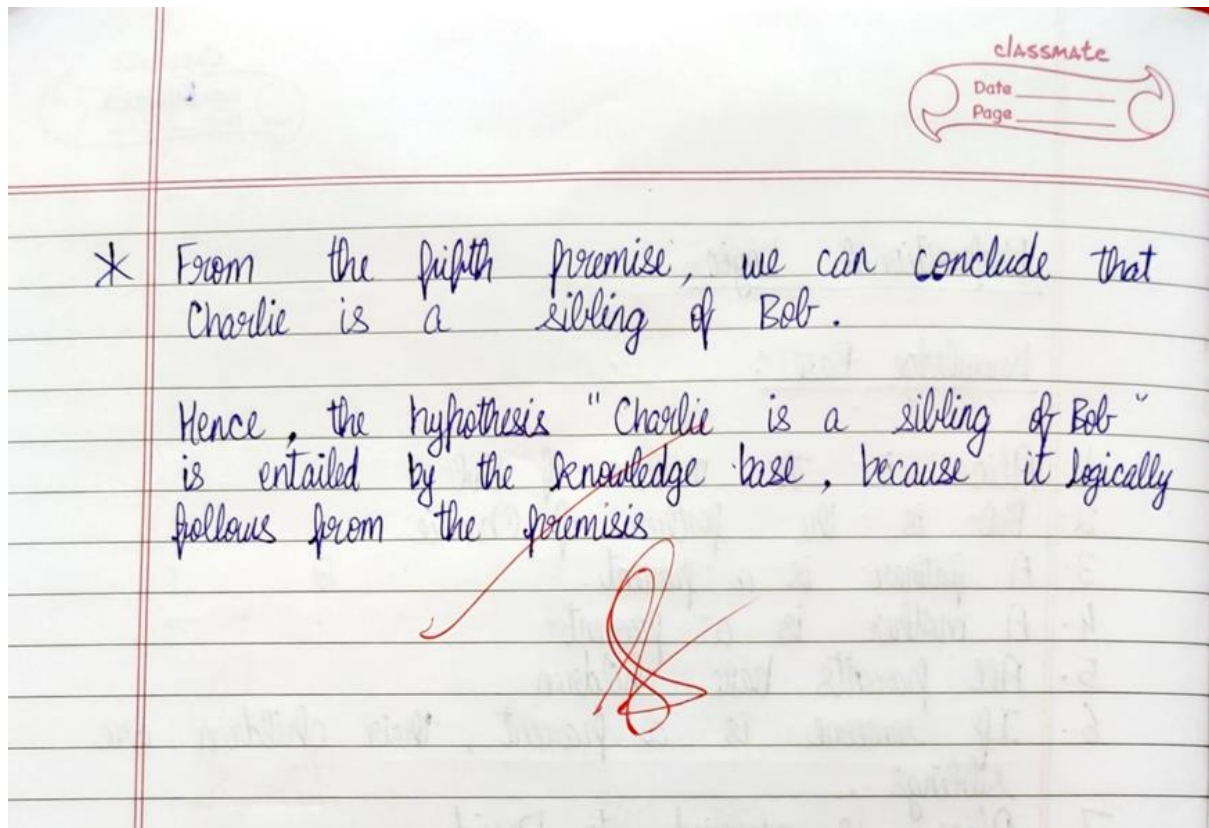 classmate
Date
Page
* From the fifth premise, we can conclude that
Charlie is a sibling of Bob.
Hence, the hypothesis "Charlie is a sibling of Bob"
is entailed by the knowledge base, because it logically
follows from the premisis